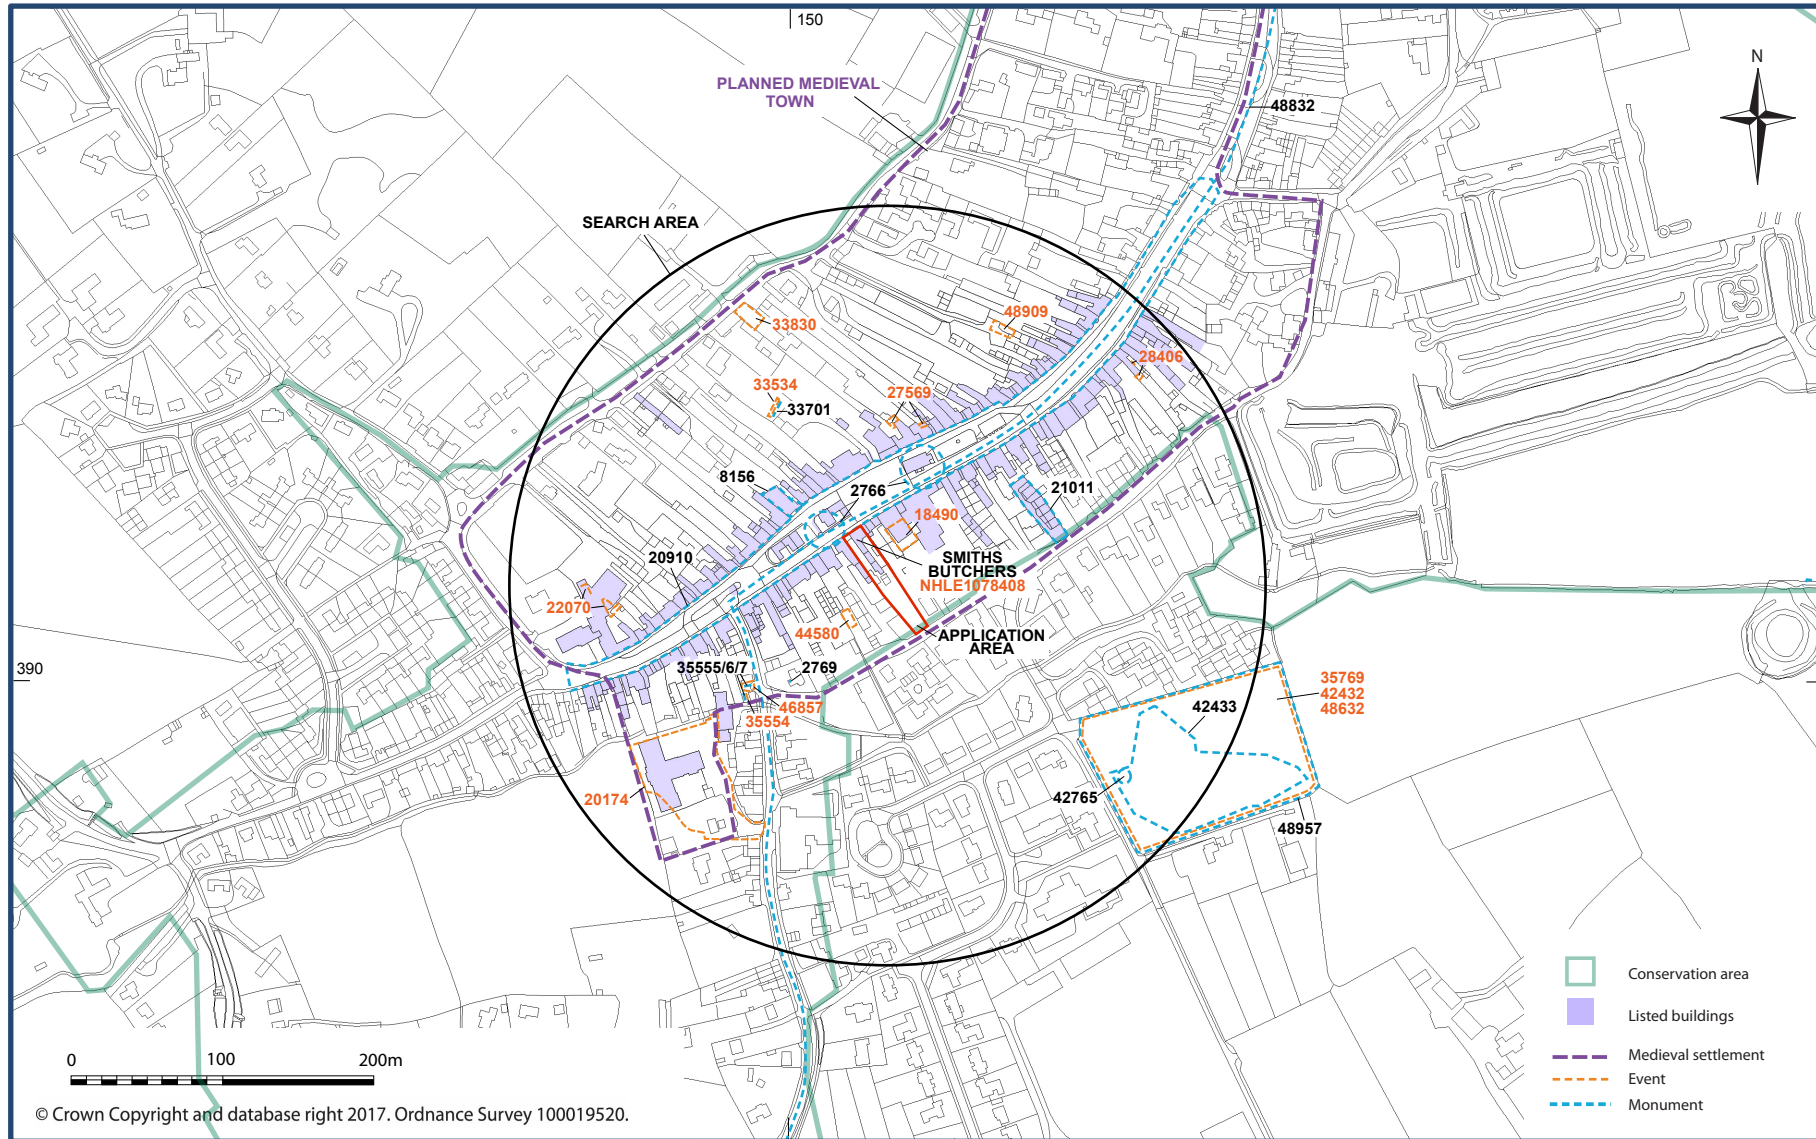 150
N
PLANNED MEDIEVAL
TOWN
48832
SEARCH AREA
33830
48909
28406
33534
33701
27569
8156
2766
21011
18490
20910
SMITHS
BUTCHERS
NHLE1078408
22070
44580
APPLICATION
AREA
390
35555/6/7
2769
46857
35554
35769
42432
48632
42433
20174
42765
48957
Conservation area
Listed buildings
Medieval settlement
Event
Monument
0 100 200m
© Crown Copyright and database right 2017. Ordnance Survey 100019520.